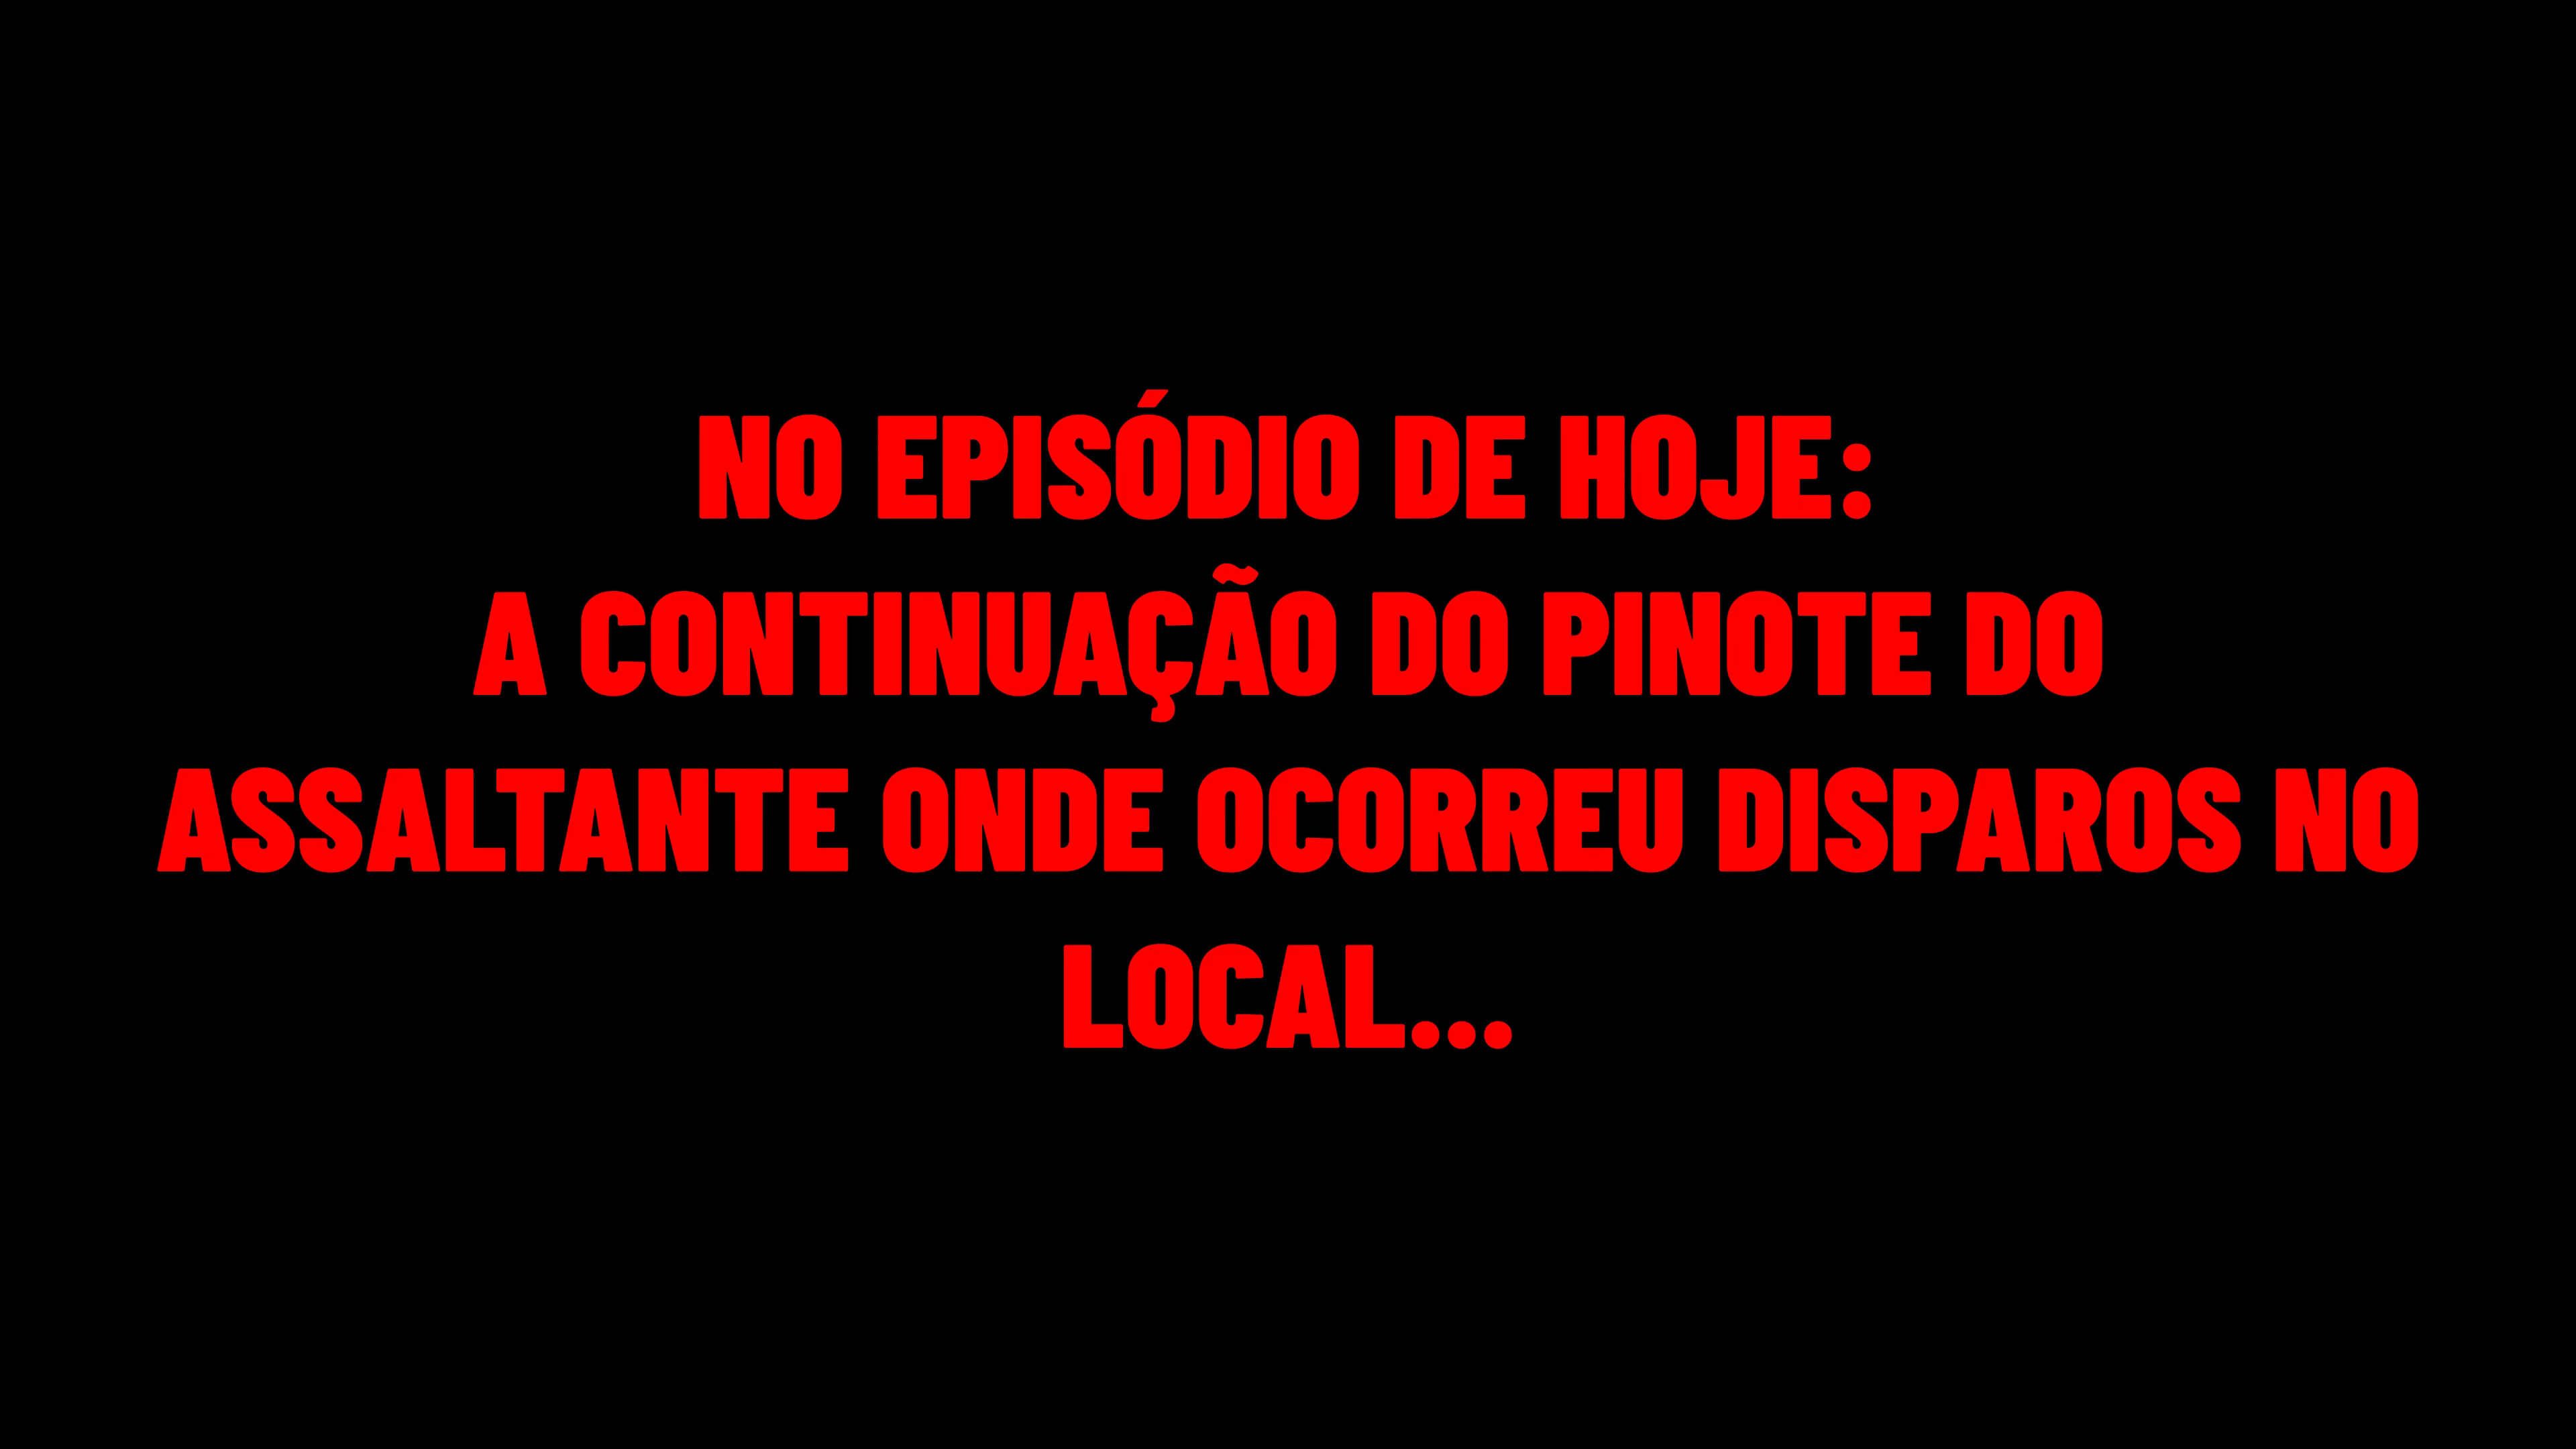 NO EPISÓDIO DE HOJE:
A CONTINUAÇÃO DO PINOTE DO
ASSALTANTE ONDE OCORREU DISPAROS NO
LOCAL...